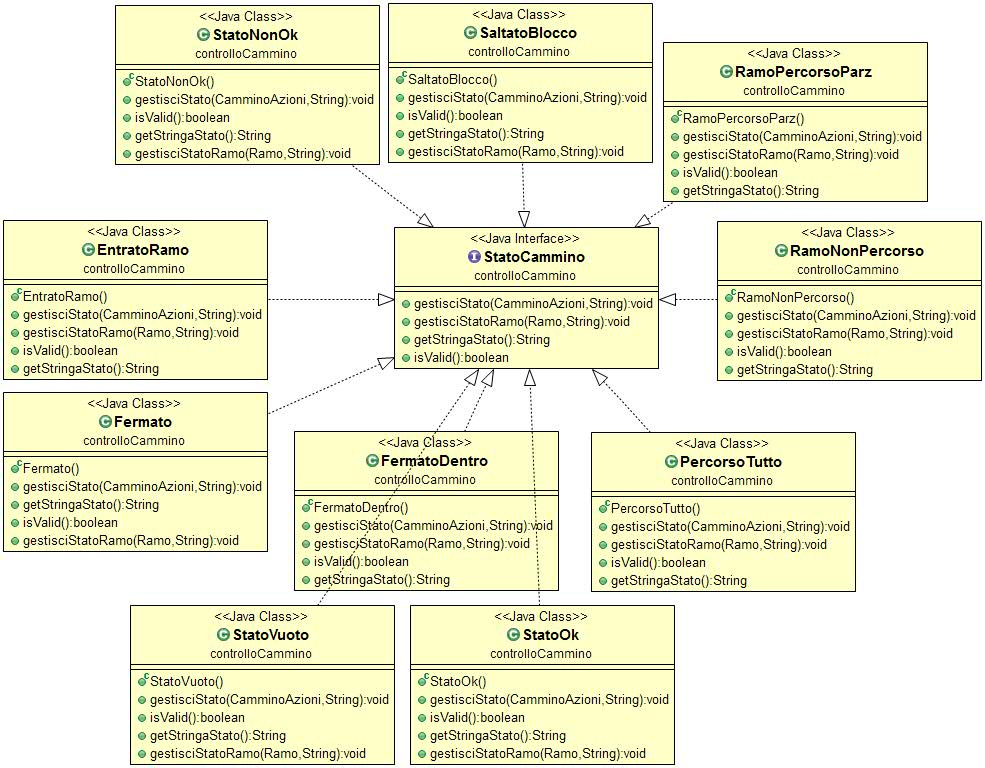 <<Java Class>>
StatoNonOk
controlloCammino
StatoNonOk()
gestisciStato(CamminoAzioni,String):void
isValid():boolean
getStringaStato():String
gestisciStatoRamo(Ramo,String):void
<<Java Class>>
SaltatoBlocco
controlloCammino
SaltatoBlocco()
gestisciStato(CamminoAzioni,String):void
isValid():boolean
getStringaStato():String
gestisciStatoRamo(Ramo,String):void
<<Java Class>>
RamoPercorsoParz
controlloCammino
RamoPercorsoParz()
gestisciStato(CamminoAzioni,String):void
gestisciStatoRamo(Ramo,String):void
isValid():boolean
getStringaStato():String
<<Java Class>>
EntratoRamo
controlloCammino
EntratoRamo()
gestisciStato(CamminoAzioni,String):void
gestisciStatoRamo(Ramo,String):void
isValid():boolean
getStringaStato():String
<<Java Interface>>
StatoCammino
controlloCammino
gestisciStato(CamminoAzioni,String):void
gestisciStatoRamo(Ramo,String):void
getStringaStato():String
isValid():boolean
<<Java Class>>
RamoNonPercorso
controlloCammino
RamoNonPercorso()
gestisciStato(CamminoAzioni,String):void
gestisciStatoRamo(Ramo,String):void
isValid():boolean
getStringaStato():String
<<Java Class>>
Fermato
controlloCammino
Fermato()
gestisciStato(CamminoAzioni,String):void
getStringaStato():String
isValid():boolean
gestisciStatoRamo(Ramo,String):void
<<Java Class>>
FermatoDentro
controlloCammino
FermatoDentro()
gestisciStato(CamminoAzioni,String):void
gestisciStatoRamo(Ramo,String):void
isValid():boolean
getStringaStato():String
<<Java Class>>
PercorsoTutto
controlloCammino
PercorsoTutto()
gestisciStato(CamminoAzioni,String):void
gestisciStatoRamo(Ramo,String):void
isValid():boolean
getStringaStato():String
<<Java Class>>
StatoVuoto
controlloCammino
StatoVuoto()
gestisciStato(CamminoAzioni,String):void
isValid():boolean
getStringaStato():String
gestisciStatoRamo(Ramo,String):void
<<Java Class>>
StatoOk
controlloCammino
StatoOk()
gestisciStato(CamminoAzioni,String):void
isValid():boolean
getStringaStato():String
gestisciStatoRamo(Ramo,String):void